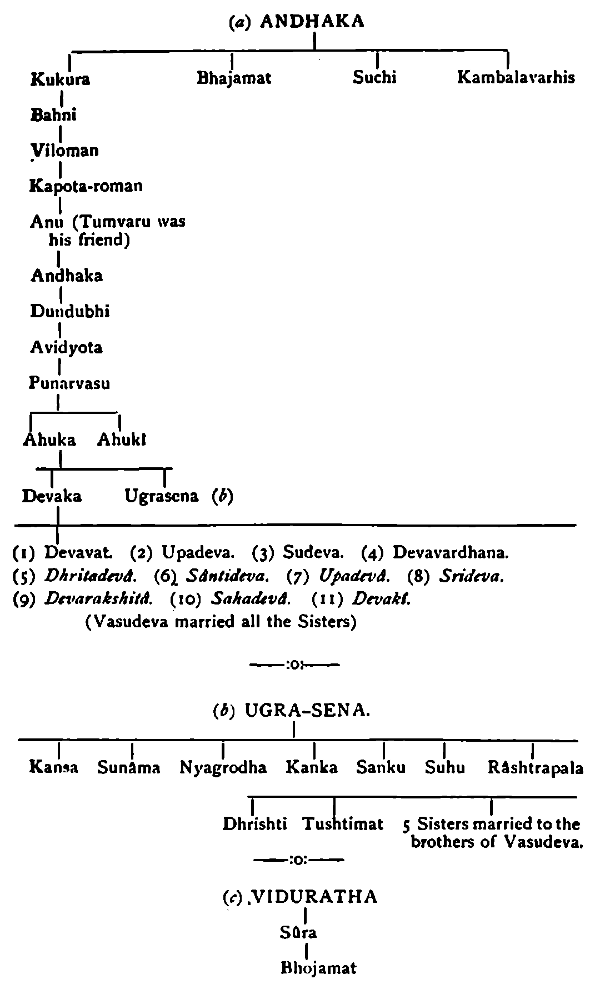 (a) ANDHAKA
Kukura Bhajamat Suchi Kambalavarhis
Bahni
Viloman
Kapota-roman
Anu (Tumvaru was
his friend)
Andhaka
Dundubhi
Avidyota
Punarvasu
Ahuka Ahukî
Devaka Ugrasena (b)
(1) Devavat. (2) Upadeva. (3) Sudeva. (4) Devavardhana.
(5) Dhritadevâ. (6) Sântideva. (7) Upadevâ. (8) Srideva.
(9) Devarakshitâ. (10) Sahadevâ. (11) Devakî.
(Vasudeva married all the Sisters)
—:o:—
(b) UGRA-SENA.
Kansa Sunâma Nyagrodha Kanka Sanku Suhu Râshtrapala
Dhrishti Tushtimat 5 Sisters married to the
brothers of Vasudeva.
—:o:—
(c) VIDURATHA
Sûra
Bhojamat